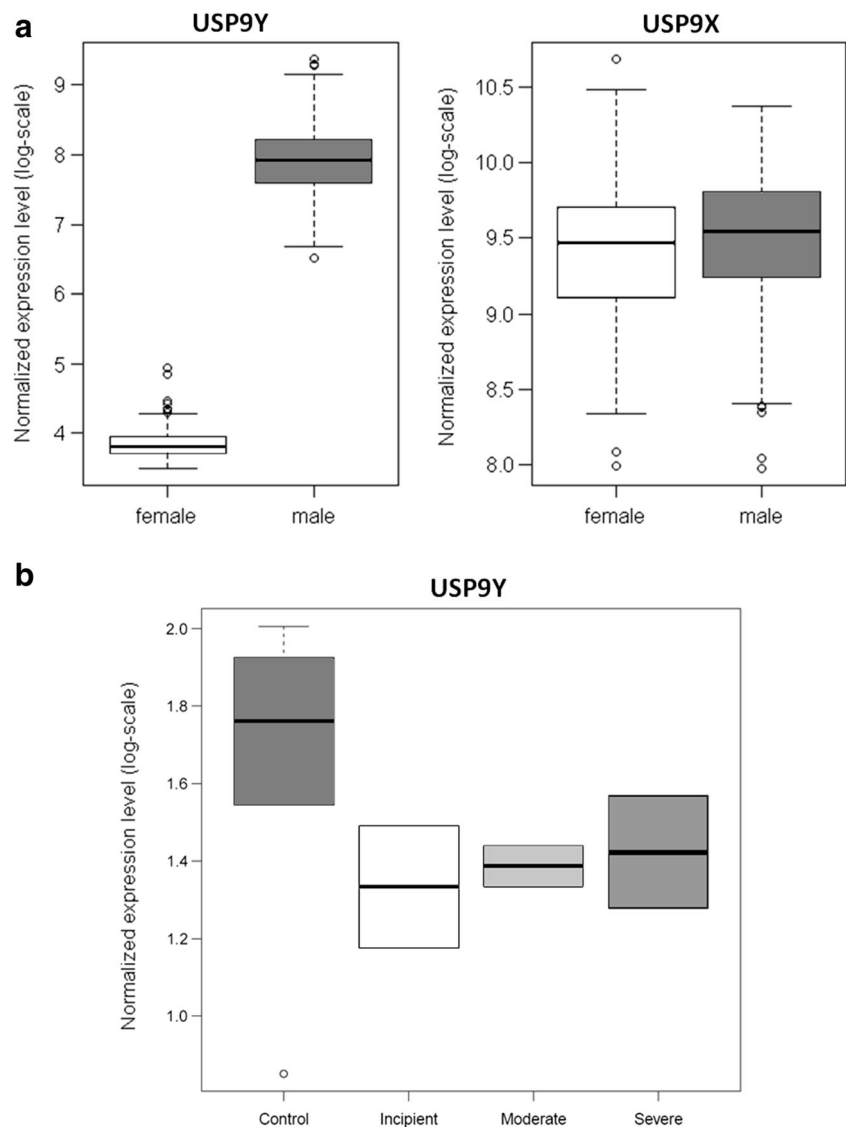 a
USP9Y
Normalized expression level (log-scale)
9
8
7
6
5
4
female male
USP9X
Normalized expression level (log-scale)
10.5
10.0
9.5
9.0
8.5
8.0
female male
b
USP9Y
Normalized expression level (log-scale)
2.0
1.8
1.6
1.4
1.2
1.0
Control Incipient Moderate Severe